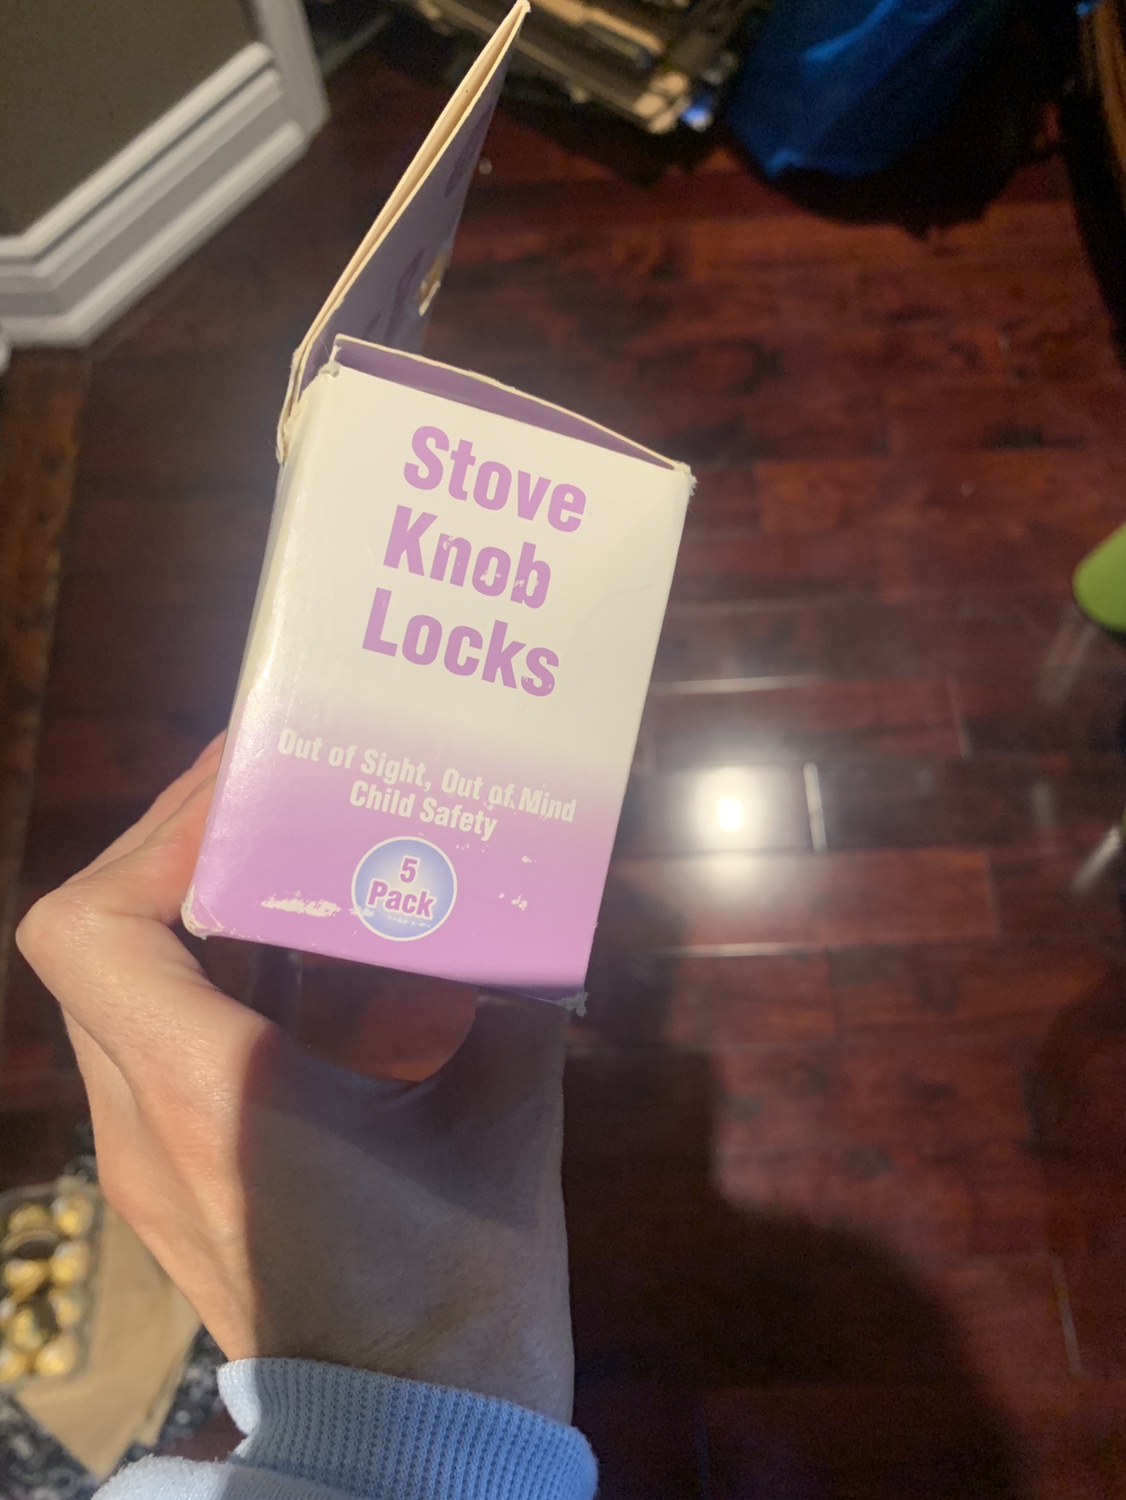 Stove
Knob
Locks
Out of Sight, Out of Mind
Child Safety
5
Pack